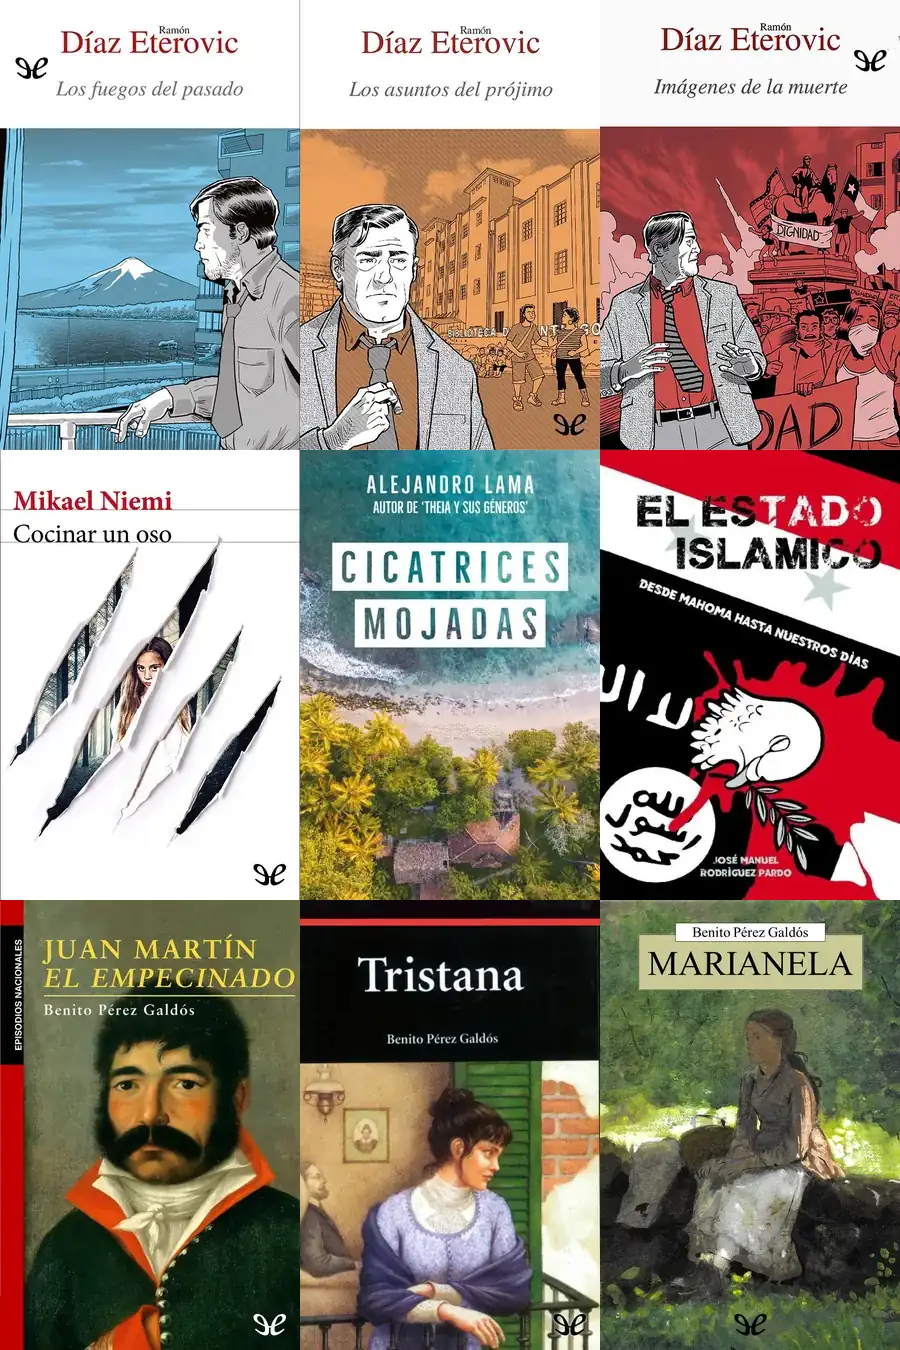 Ramón
Díaz Eterovic
Los fuegos del pasado
Ramón
Díaz Eterovic
Los asuntos del prójimo
BIBLIOTECA D
Ramón
Díaz Eterovic
Imágenes de la muerte
DIGNIDAD
DAD
Mikael Niemi
Cocinar un oso
ALEJANDRO LAMA
AUTOR DE ‘THEIA Y SUS GÉNEROS’
CICATRICES
MOJADAS
EL ESTADO
ISLAMICO
DESDE MAHOMA HASTA NUESTROS DÍAS
JOSÉ MANUEL
RODRÍGUEZ PARDO
EPISODIOS NACIONALES
JUAN MARTÍN
EL EMPECINADO
Benito Pérez Galdós
Tristana
Benito Pérez Galdós
Benito Pérez Galdós
MARIANELA